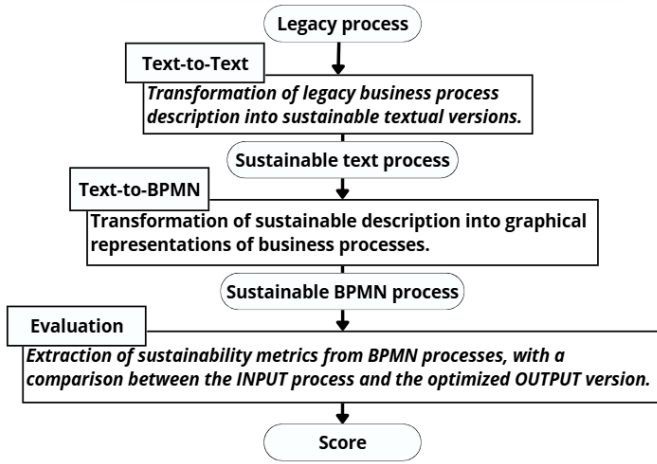 Legacy process
Text-to-Text
Transformation of legacy business process
description into sustainable textual versions.
Sustainable text process
Text-to-BPMN
Transformation of sustainable description into graphical
representations of business processes.
Sustainable BPMN process
Evaluation
Extraction of sustainability metrics from BPMN processes, with a
comparison between the INPUT process and the optimized OUTPUT version.
Score